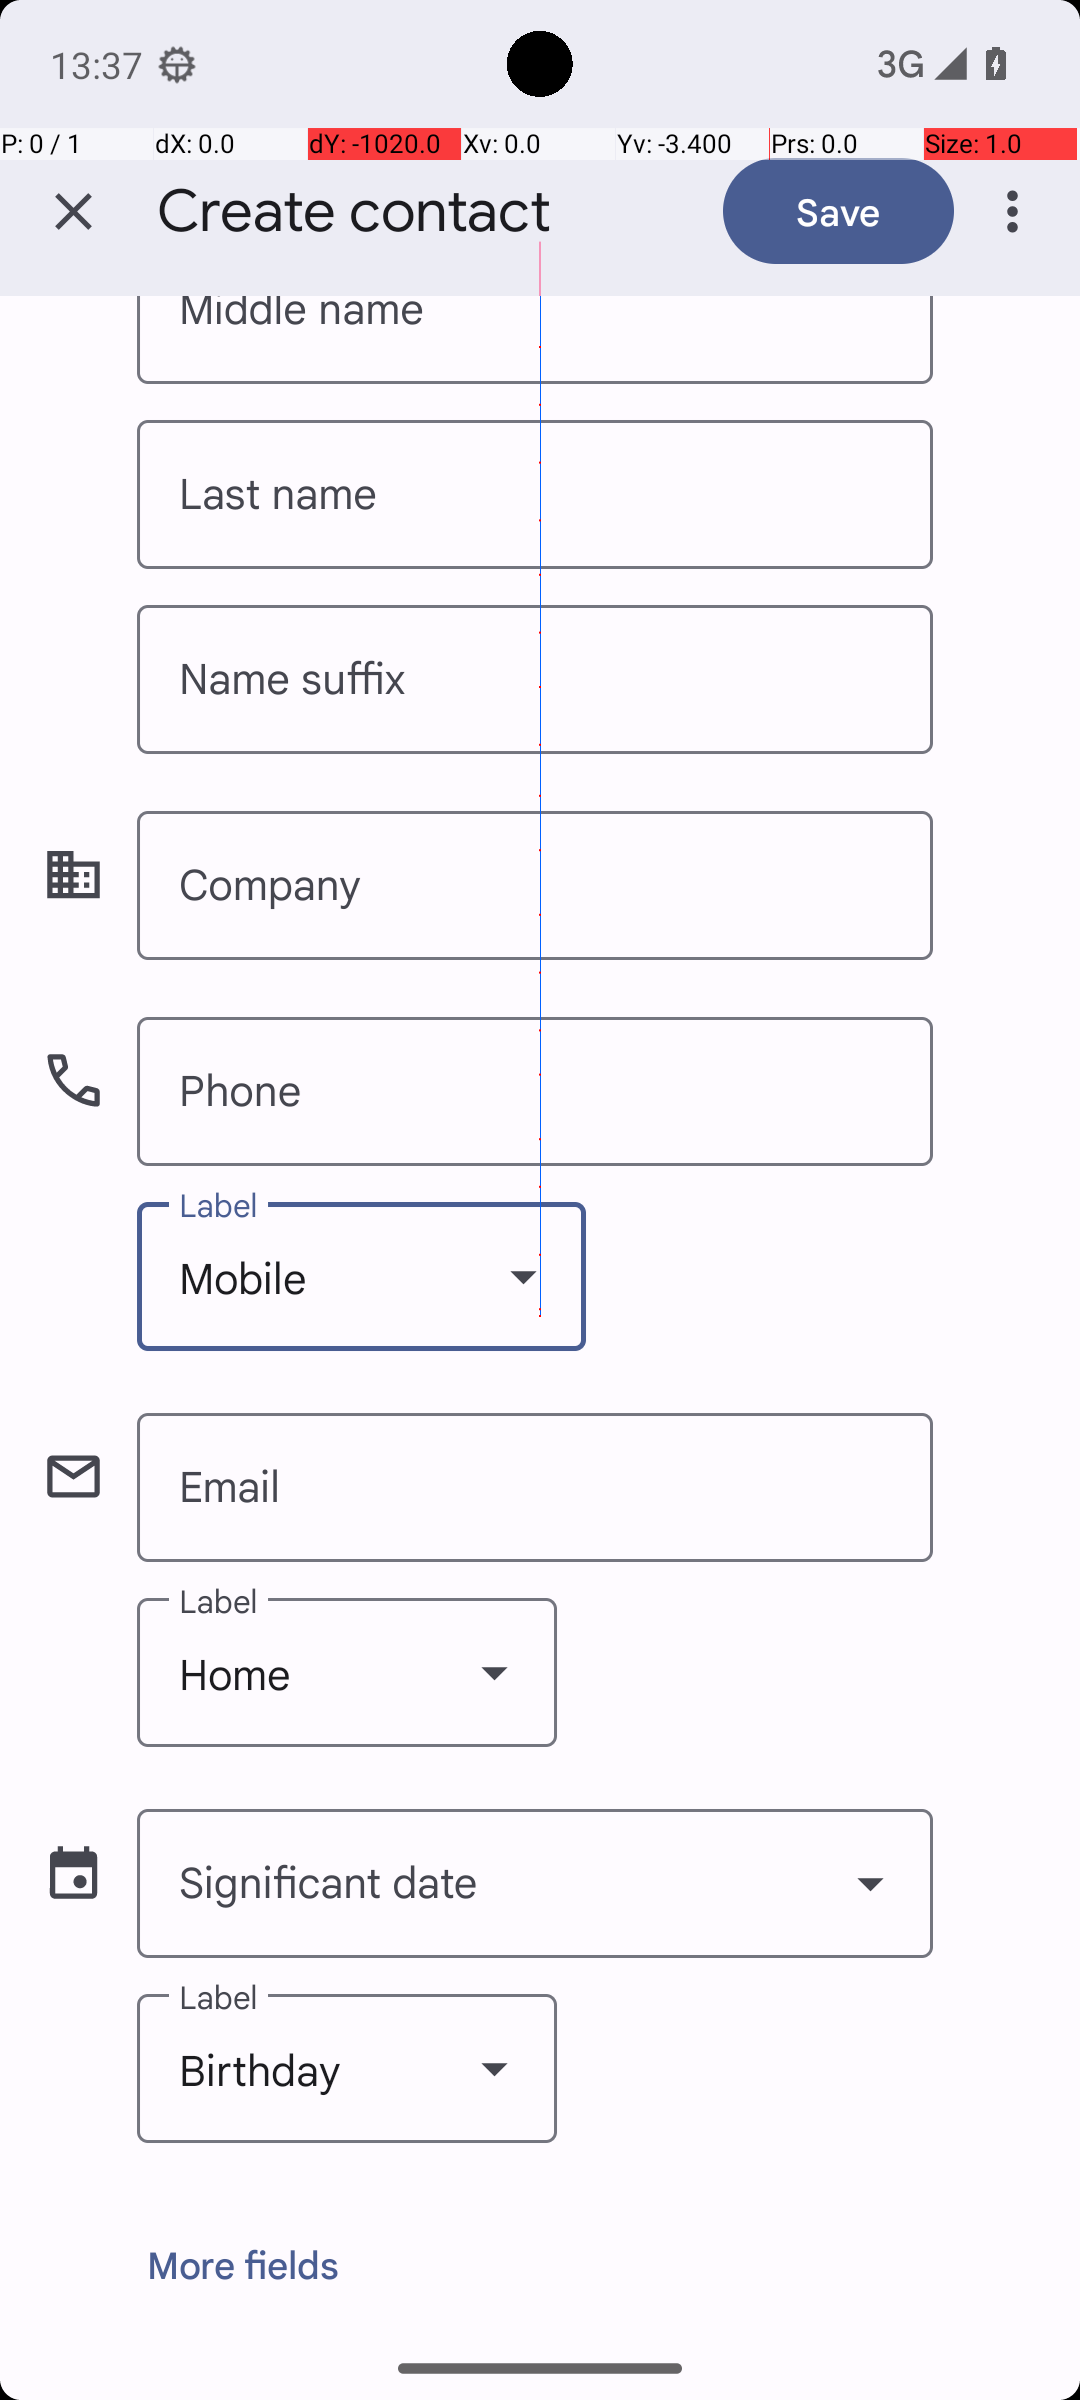 13:37
3G
P: 0 / 1 dX: 0.0 dY: -1020.0 Xv: 0.0 Yv: -3.400 Prs: 0.0 Size: 1.0
Create contact
Save
Middle name
Last name
Name suffix
Company
Phone
Label
Mobile
Email
Label
Home
Significant date
Label
Birthday
More fields